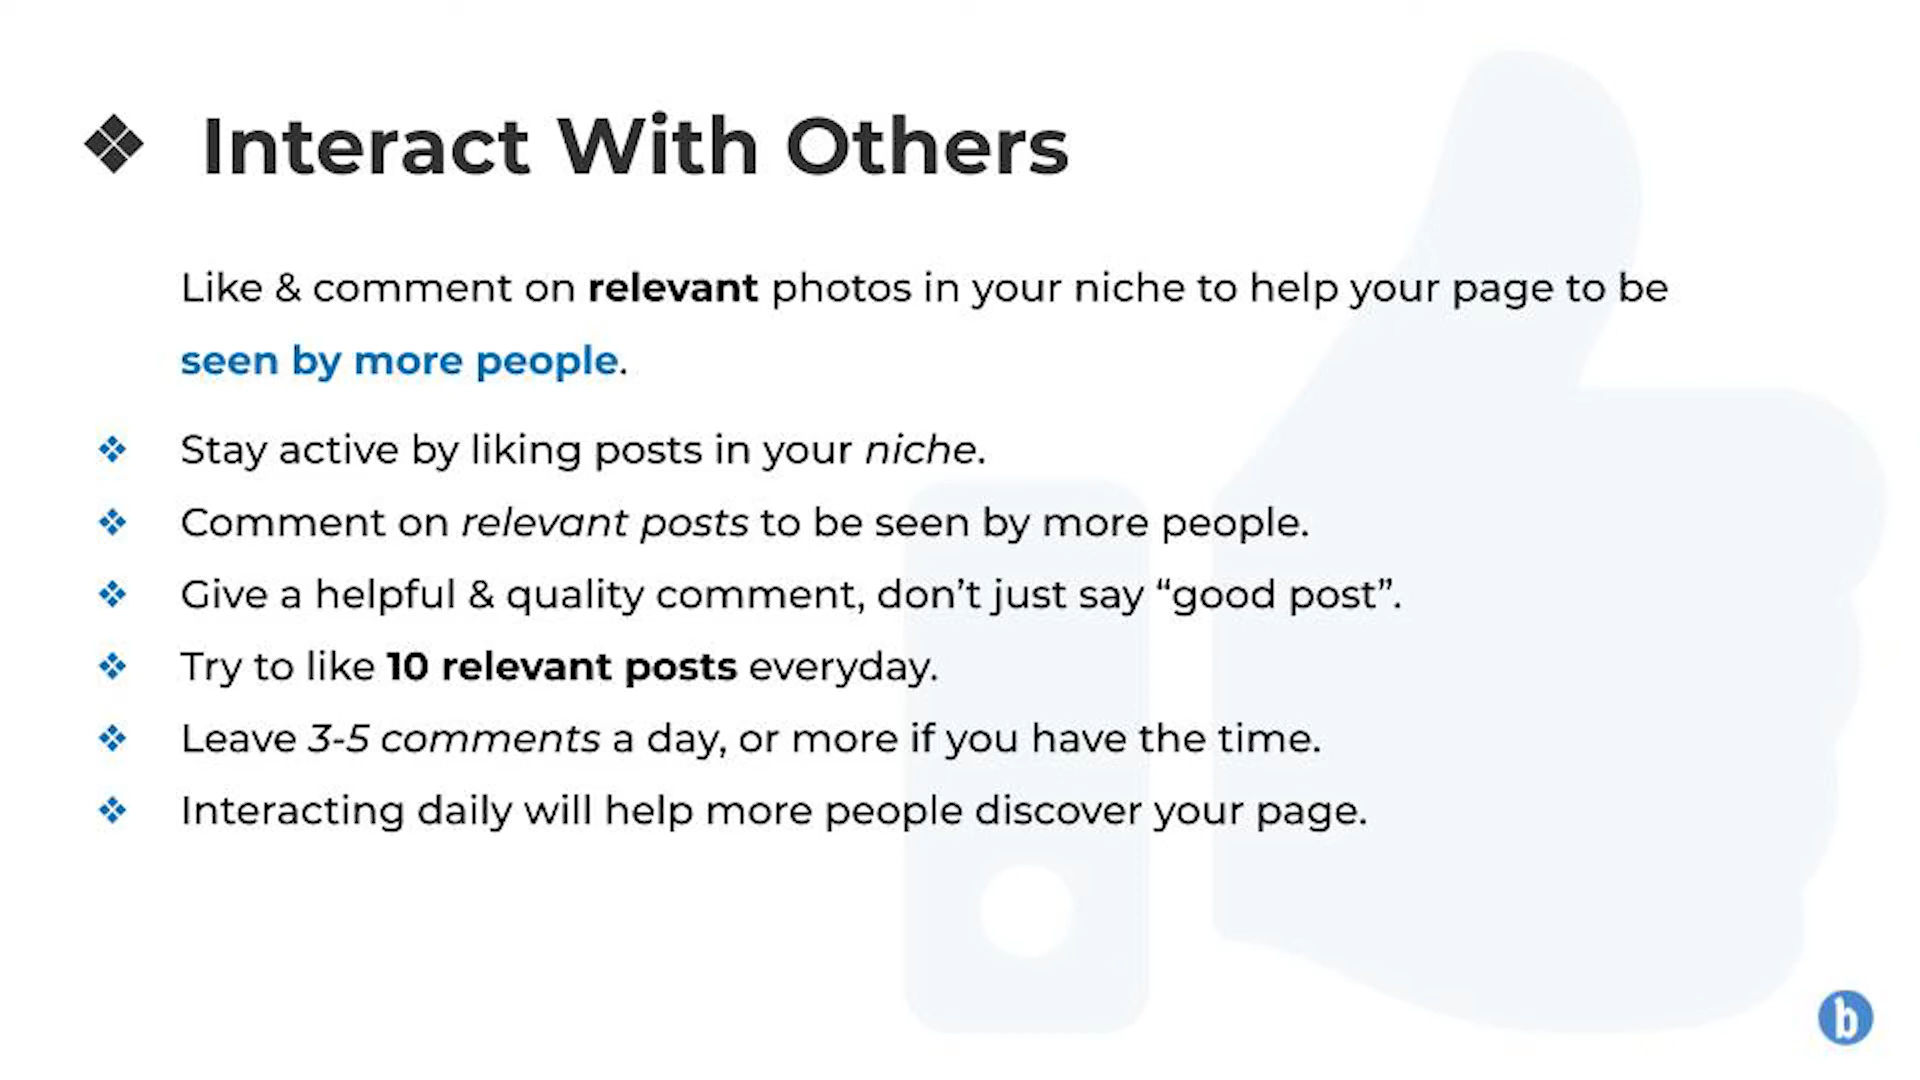 ❖ Interact With Others
Like & comment on relevant photos in your niche to help your page to be
seen by more people.
❖ Stay active by liking posts in your niche.
❖ Comment on relevant posts to be seen by more people.
❖ Give a helpful & quality comment, don’t just say “good post”.
❖ Try to like 10 relevant posts everyday.
❖ Leave 3-5 comments a day, or more if you have the time.
❖ Interacting daily will help more people discover your page.
b